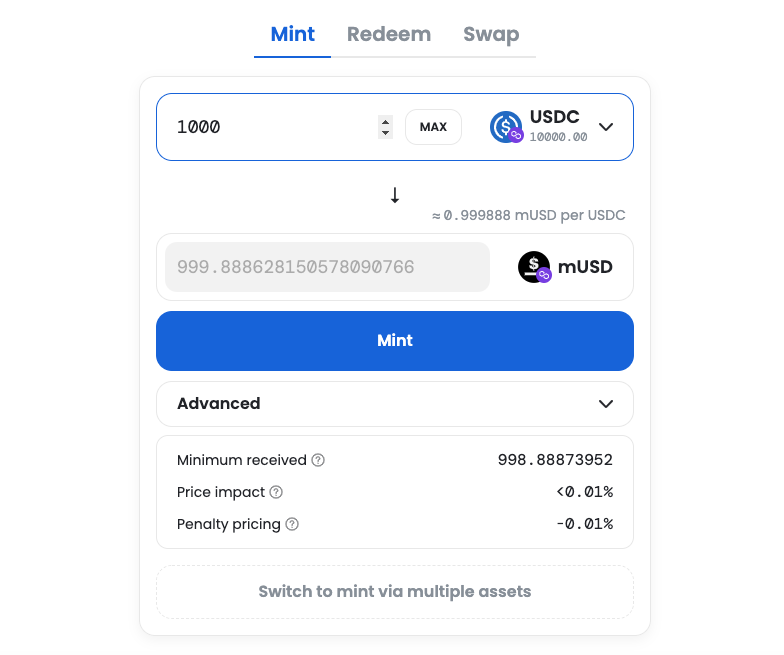 Mint Redeem Swap
1000 MAX USDC
10000.00
↓
≈ 0.999888 mUSD per USDC
999.888628150578090766 mUSD
Mint
Advanced
Minimum received ? 998.88873952
Price impact ? <0.01%
Penalty pricing ? -0.01%
Switch to mint via multiple assets